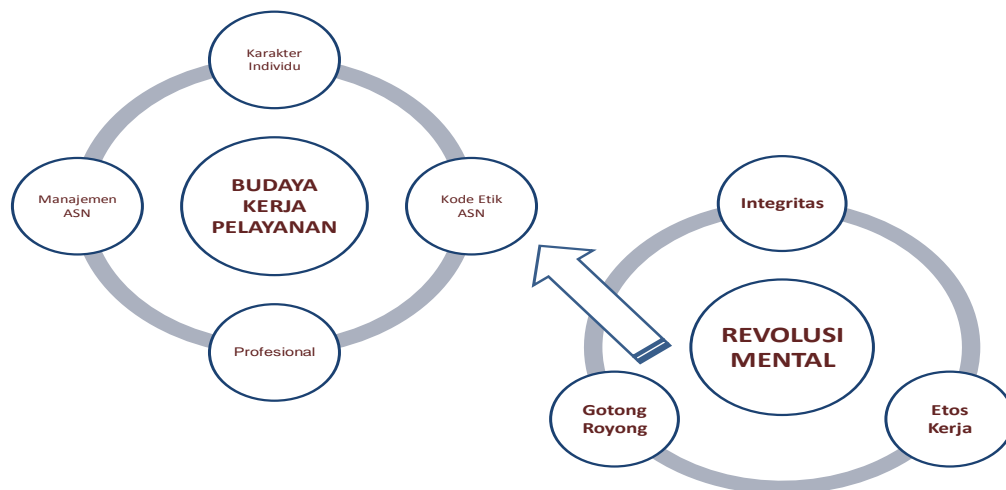 Karakter
Individu
Manajemen
ASN
BUDAYA
KERJA
PELAYANAN
Kode Etik
ASN
Profesional
Integritas
REVOLUSI
MENTAL
Gotong
Royong
Etos
Kerja